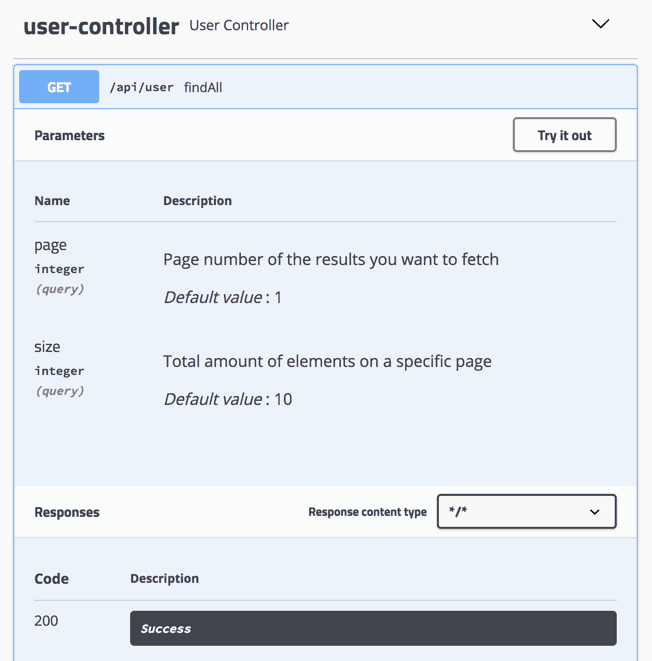 user-controller User Controller
GET /api/user findAll
Parameters Try it out
Name Description
page
integer
(query)
Page number of the results you want to fetch
Default value : 1
size
integer
(query)
Total amount of elements on a specific page
Default value : 10
Responses Response content type */*
Code Description
200 Success